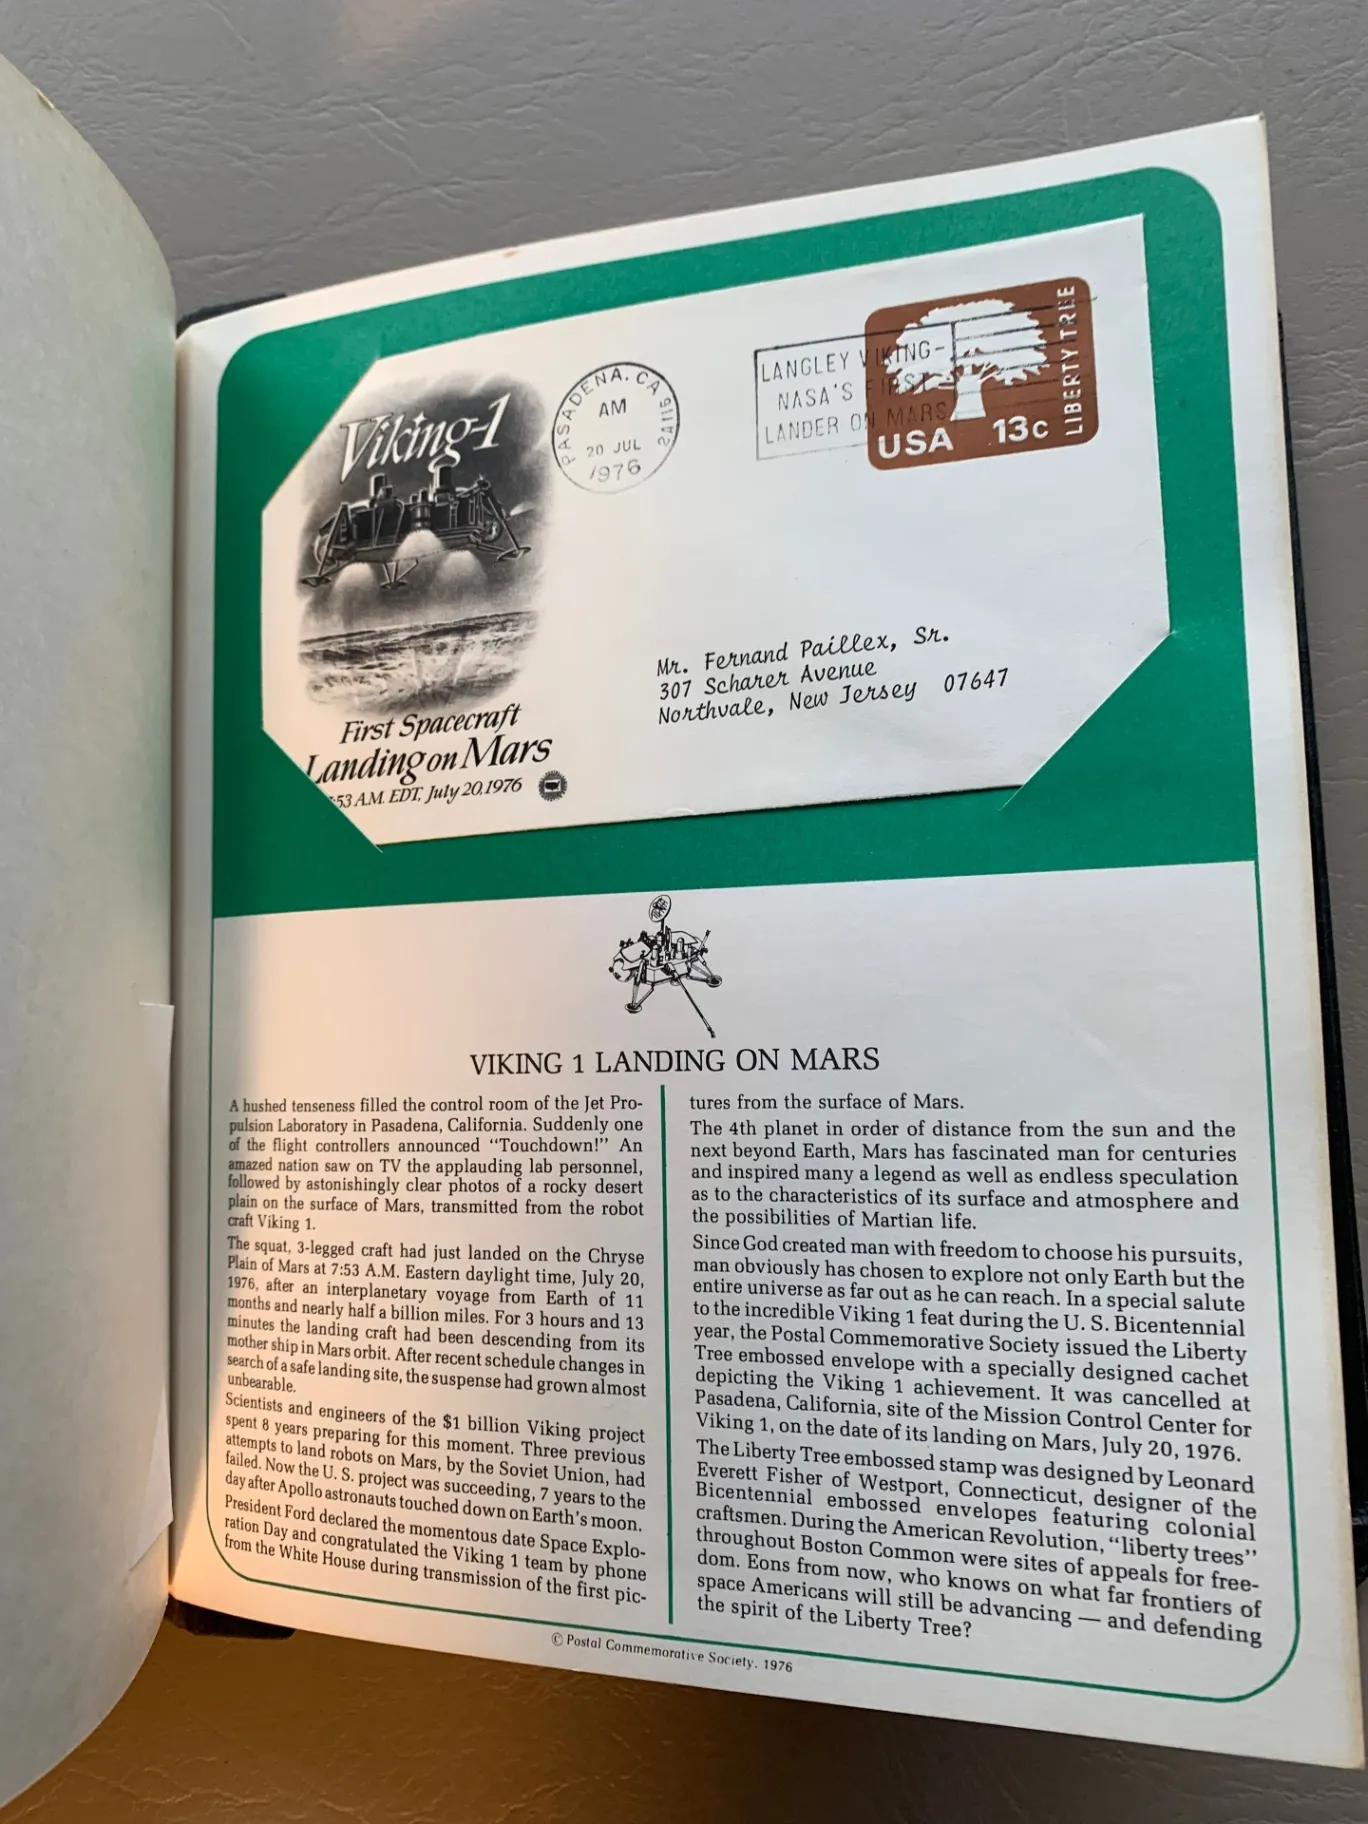 Viking-1
First Spacecraft
Landing on Mars
:53 A.M. EDT, July 20, 1976
PASADENA, CA 91109
AM
20 JUL
1976
LANGLEY VIKING-
NASA'S FIRST
LANDER ON MARS
LIBERTY TREE
USA 13c
Mr. Fernand Paillex, Sr.
307 Scharer Avenue
Northvale, New Jersey 07647
VIKING 1 LANDING ON MARS
A hushed tenseness filled the control room of the Jet Pro-
pulsion Laboratory in Pasadena, California. Suddenly one
of the flight controllers announced "Touchdown!" An
amazed nation saw on TV the applauding lab personnel,
followed by astonishingly clear photos of a rocky desert
plain on the surface of Mars, transmitted from the robot
craft Viking 1.
The squat, 3-legged craft had just landed on the Chryse
Plain of Mars at 7:53 A.M. Eastern daylight time, July 20,
1976, after an interplanetary voyage from Earth of 11
months and nearly half a billion miles. For 3 hours and 13
minutes the landing craft had been descending from its
mother ship in Mars orbit. After recent schedule changes in
search of a safe landing site, the suspense had grown almost
unbearable.
Scientists and engineers of the $1 billion Viking project
spent 8 years preparing for this moment. Three previous
attempts to land robots on Mars, by the Soviet Union, had
failed. Now the U. S. project was succeeding, 7 years to the
day after Apollo astronauts touched down on Earth's moon.
President Ford declared the momentous date Space Explo-
ration Day and congratulated the Viking 1 team by phone
from the White House during transmission of the first pic-
tures from the surface of Mars.
The 4th planet in order of distance from the sun and the
next beyond Earth, Mars has fascinated man for centuries
and inspired many a legend as well as endless speculation
as to the characteristics of its surface and atmosphere and
the possibilities of Martian life.
Since God created man with freedom to choose his pursuits,
man obviously has chosen to explore not only Earth but the
entire universe as far out as he can reach. In a special salute
to the incredible Viking 1 feat during the U. S. Bicentennial
year, the Postal Commemorative Society issued the Liberty
Tree embossed envelope with a specially designed cachet
depicting the Viking 1 achievement. It was cancelled at
Pasadena, California, site of the Mission Control Center for
Viking 1, on the date of its landing on Mars, July 20, 1976.
The Liberty Tree embossed stamp was designed by Leonard
Everett Fisher of Westport, Connecticut, designer of the
Bicentennial embossed envelopes featuring colonial
craftsmen. During the American Revolution, "liberty trees"
throughout Boston Common were sites of appeals for free-
dom. Eons from now, who knows on what far frontiers of
space Americans will still be advancing — and defending
the spirit of the Liberty Tree?
© Postal Commemorative Society, 1976